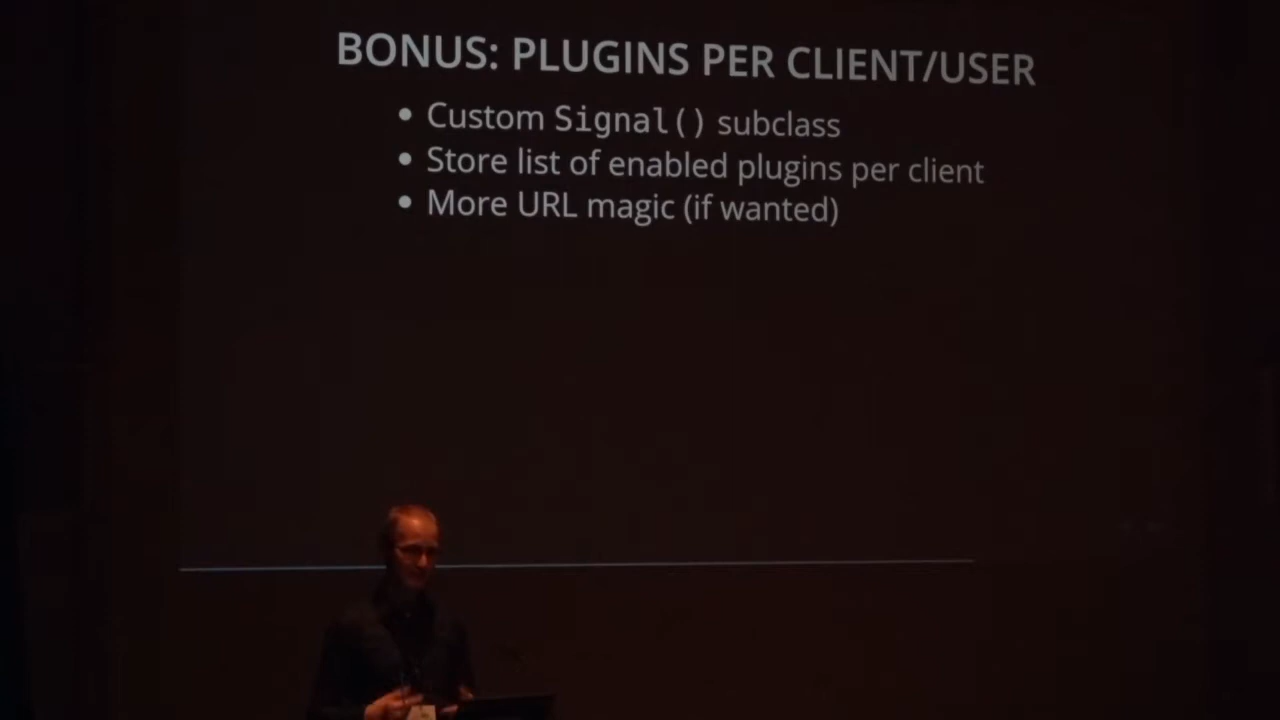 BONUS: PLUGINS PER CLIENT/USER
Custom Signal() subclass
Store list of enabled plugins per client
More URL magic (if wanted)